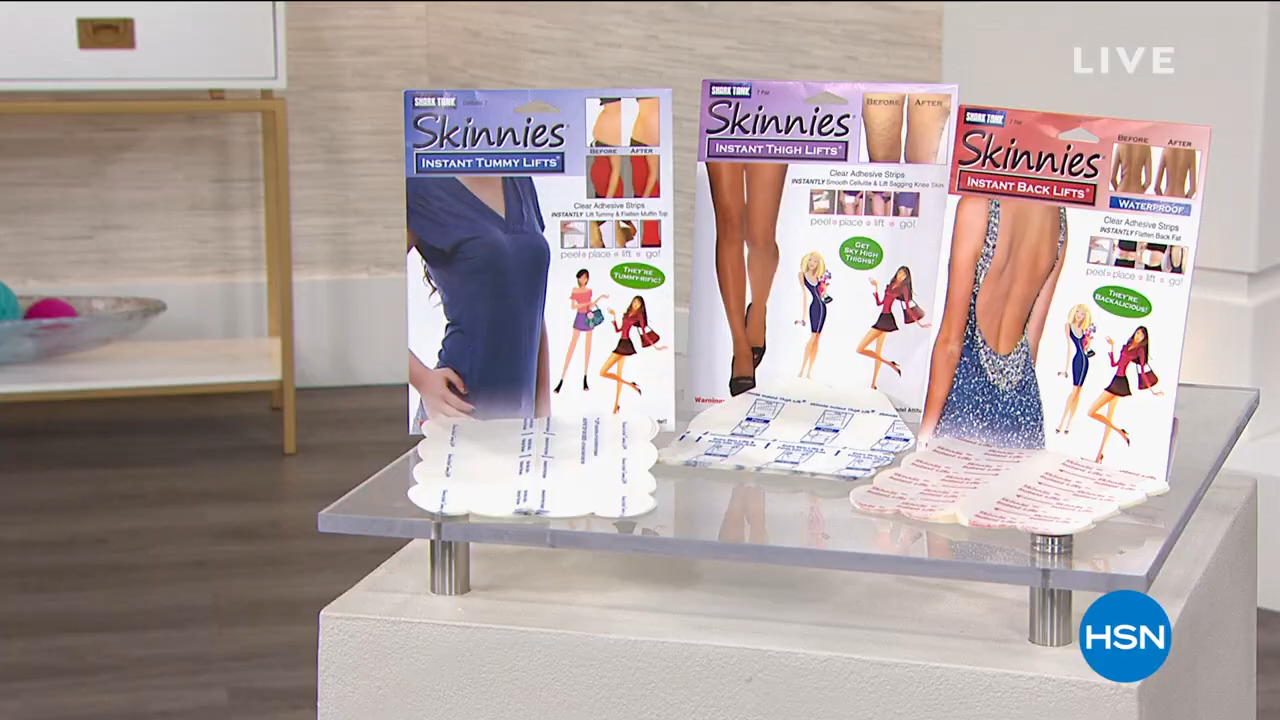 LIVE
SHARK TANK
Skinnies®
INSTANT TUMMY LIFTS®
BEFORE AFTER
Clear Adhesive Strips
INSTANTLY Lift Tummy & Flatten Muffin Top
peel place lift go!
THEY'RE
TUMMY-RIFIC!
SHARK TANK 7 Pair
Skinnies®
INSTANT THIGH LIFTS®
BEFORE AFTER
Clear Adhesive Strips
INSTANTLY Smooth Cellulite & Lift Sagging Knee Skin
peel place lift go!
GET
SKY HIGH
THIGHS!
Warning:
SHARK TANK 7 Pair
Skinnies®
INSTANT BACK LIFTS®
BEFORE AFTER
WATERPROOF
Clear Adhesive Strips
INSTANTLY Flatten Back Fat
peel place lift go!
THEY'RE
BACKALICIOUS!
HSN